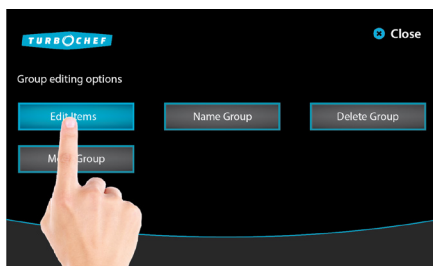 TURBOCHEF
Close
Group editing options
Edit Items
Name Group
Delete Group
Group